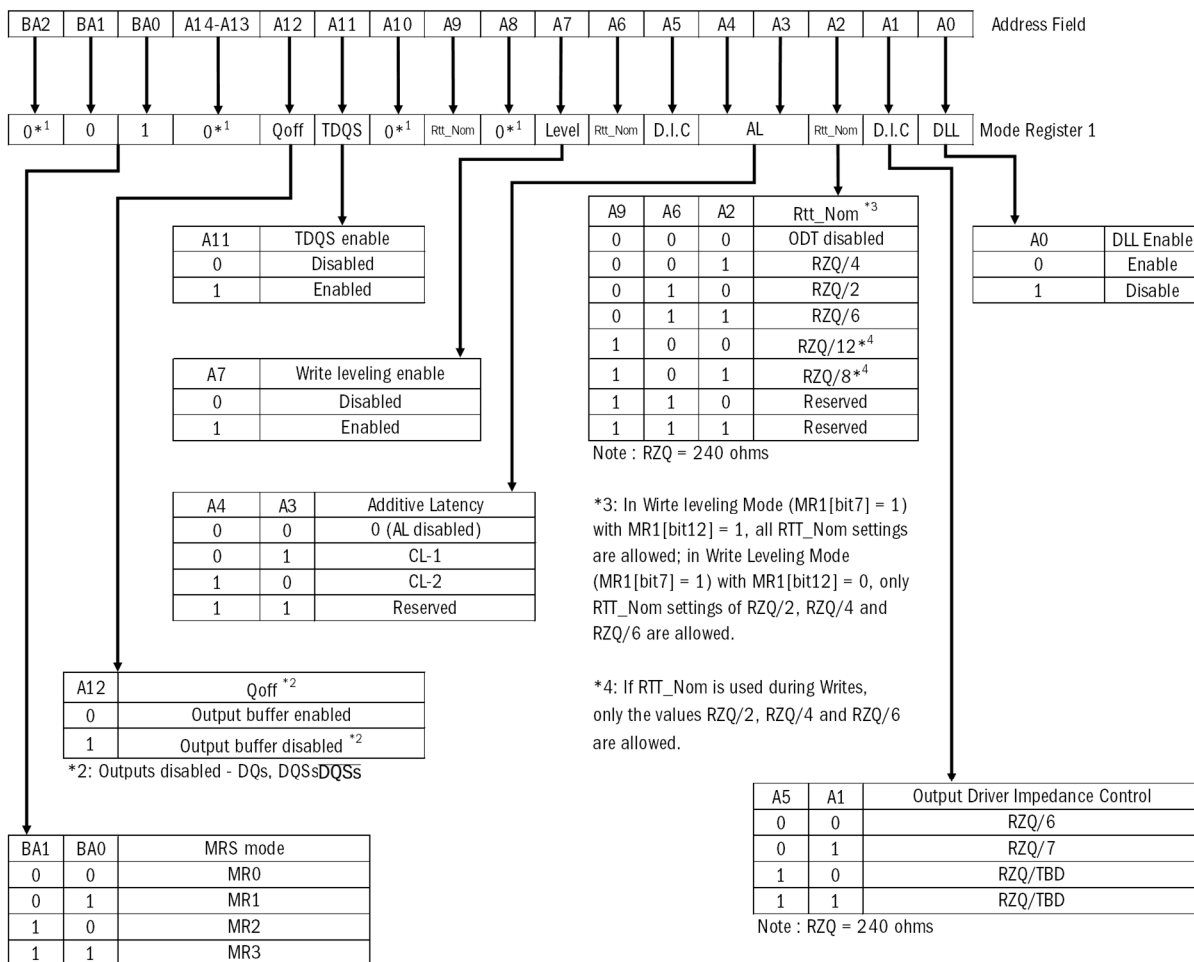 BA2 BA1 BA0 A14-A13 A12 A11 A10 A9 A8 A7 A6 A5 A4 A3 A2 A1 A0 Address Field
0*1 0 1 0*1 Qoff TDQS 0*1 Rtt_Nom 0*1 Level Rtt_Nom D.I.C AL Rtt_Nom D.I.C DLL Mode Register 1
A11 TDQS enable
0 Disabled
1 Enabled
A9 A6 A2 Rtt_Nom *3
0 0 0 ODT disabled
0 0 1 RZQ/4
0 1 0 RZQ/2
0 1 1 RZQ/6
1 0 0 RZQ/12*4
1 0 1 RZQ/8*4
1 1 0 Reserved
1 1 1 Reserved
Note : RZQ = 240 ohms
A0 DLL Enable
0 Enable
1 Disable
A7 Write leveling enable
0 Disabled
1 Enabled
A4 A3 Additive Latency
0 0 0 (AL disabled)
0 1 CL-1
1 0 CL-2
1 1 Reserved
*3: In Wirte leveling Mode (MR1[bit7] = 1)
with MR1[bit12] = 1, all RTT_Nom settings
are allowed; in Write Leveling Mode
(MR1[bit7] = 1) with MR1[bit12] = 0, only
RTT_Nom settings of RZQ/2, RZQ/4 and
RZQ/6 are allowed.
*4: If RTT_Nom is used during Writes,
only the values RZQ/2, RZQ/4 and RZQ/6
are allowed.
A12 Qoff *2
0 Output buffer enabled
1 Output buffer disabled *2
*2: Outputs disabled - DQs, DQSsDQSs
A5 A1 Output Driver Impedance Control
0 0 RZQ/6
0 1 RZQ/7
1 0 RZQ/TBD
1 1 RZQ/TBD
Note : RZQ = 240 ohms
BA1 BA0 MRS mode
0 0 MR0
0 1 MR1
1 0 MR2
1 1 MR3